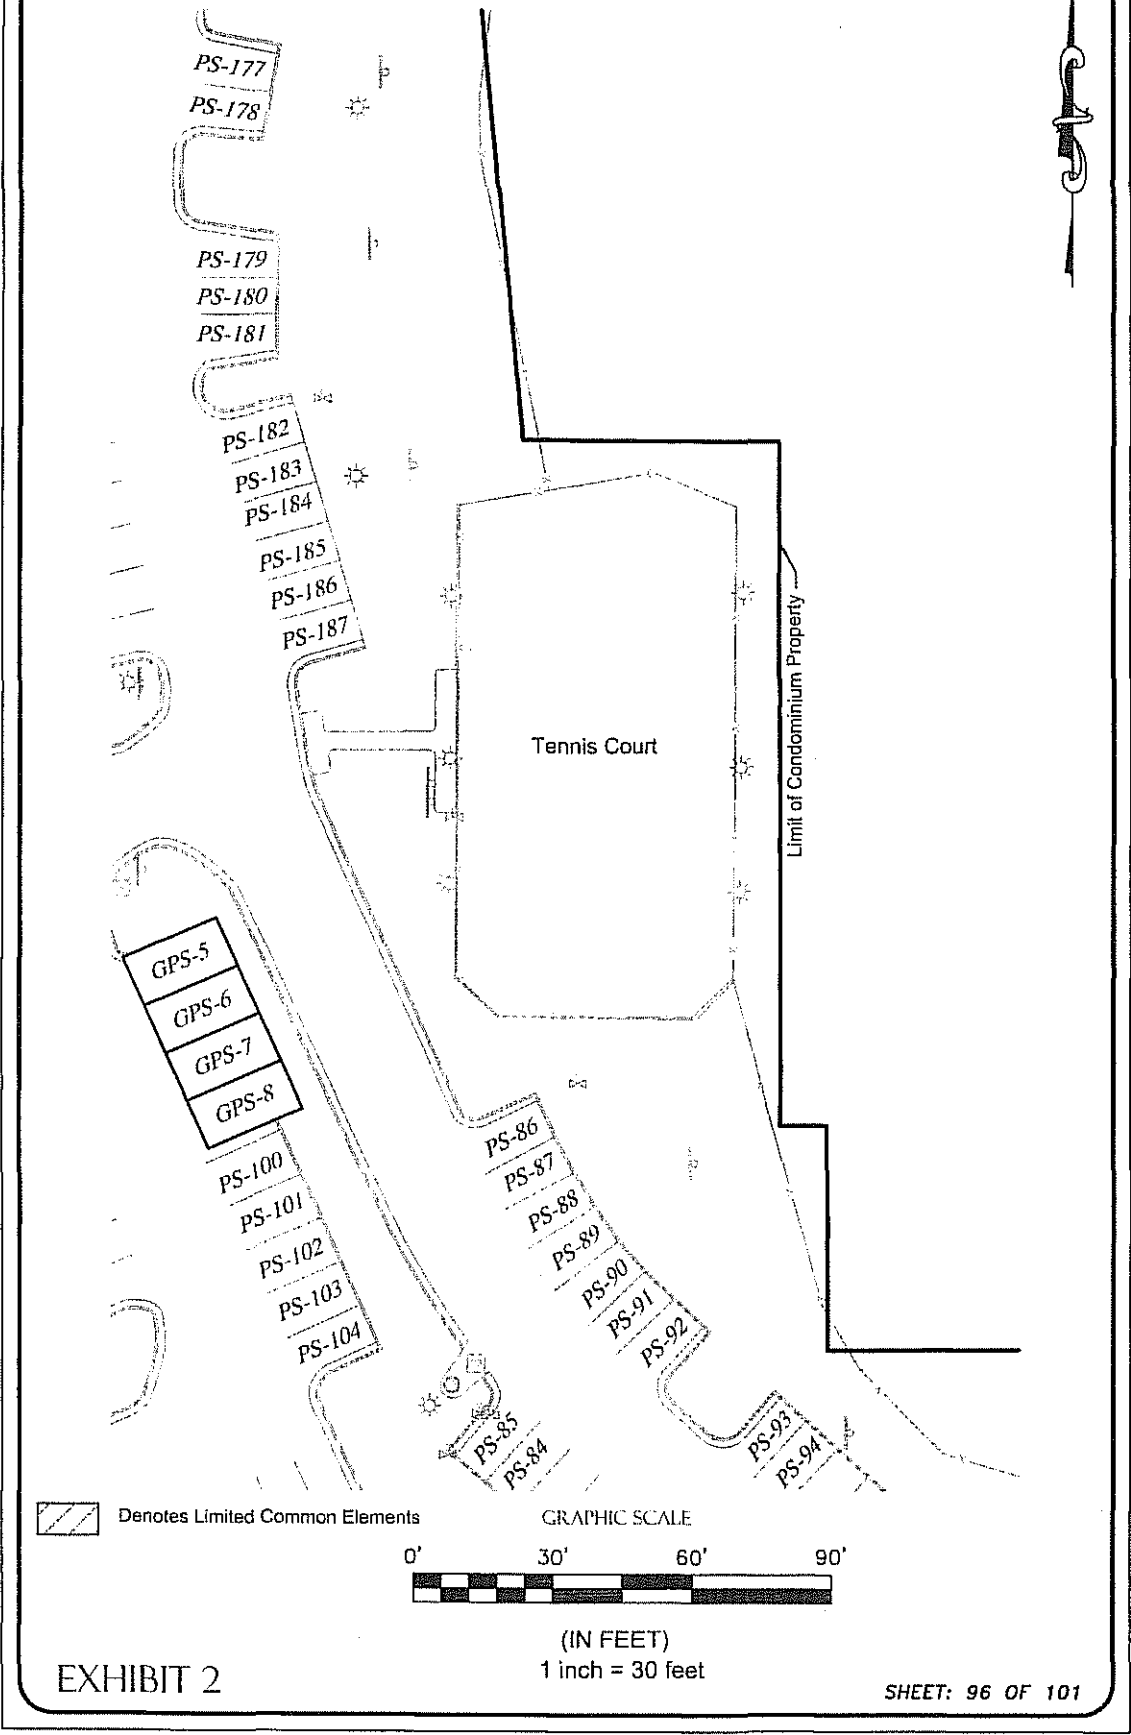 PS-177
PS-178
PS-179
PS-180
PS-181
PS-182
PS-183
PS-184
PS-185
PS-186
PS-187
Tennis Court
Limit of Condominium Property
GPS-5
GPS-6
GPS-7
GPS-8
PS-100
PS-101
PS-102
PS-103
PS-104
PS-86
PS-87
PS-88
PS-89
PS-90
PS-91
PS-92
PS-93
PS-94
PS-85
PS-84
Denotes Limited Common Elements
GRAPHIC SCALE
0' 30' 60' 90'
(IN FEET)
1 inch = 30 feet
EXHIBIT 2
SHEET: 96 OF 101